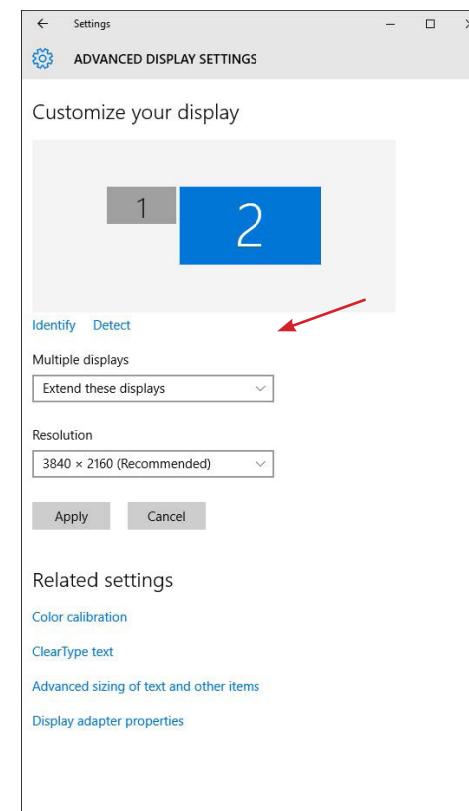 Settings
ADVANCED DISPLAY SETTINGS
Customize your display
1
2
Identify Detect
Multiple displays
Extend these displays
Resolution
3840 × 2160 (Recommended)
Apply Cancel
Related settings
Color calibration
ClearType text
Advanced sizing of text and other items
Display adapter properties